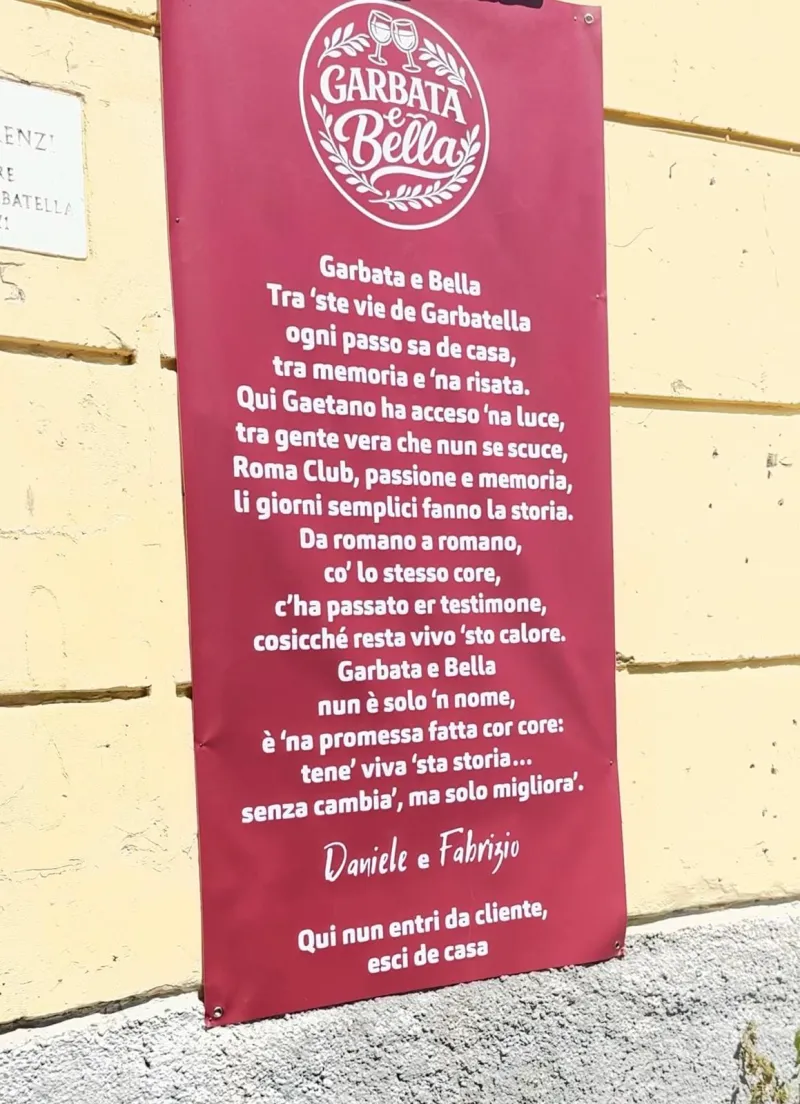 GARBATA
e
Bella
Garbata e Bella
Tra ‘ste vie de Garbatella
ogni passo sa de casa,
tra memoria e ‘na risata.
Qui Gaetano ha acceso ‘na luce,
tra gente vera che nun se scuce,
Roma Club, passione e memoria,
li giorni semplici fanno la storia.
Da romano a romano,
co’ lo stesso core,
c’ha passato er testimone,
cosicché resta vivo ‘sto calore.
Garbata e Bella
nun è solo ‘n nome,
è ‘na promessa fatta cor core:
tene’ viva ‘sta storia...
senza cambia’, ma solo migliora’.
Daniele e Fabrizio
Qui nun entri da cliente,
esci de casa